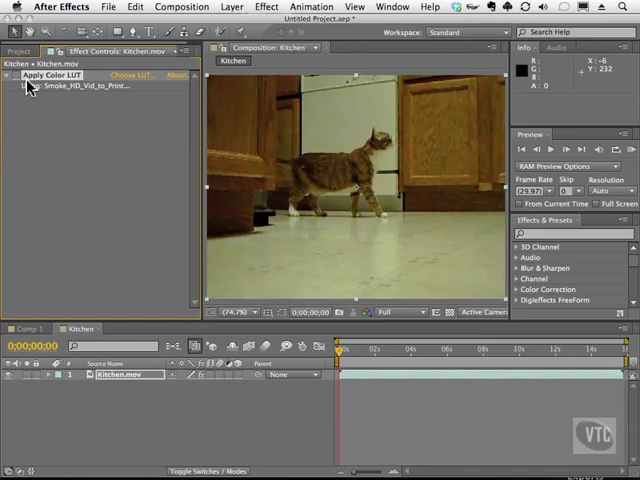 After Effects File Edit Composition Layer Effect Animation View Window
Untitled Project.aep *
Workspace: Standard Search Help
Project Effect Controls: Kitchen.mov Composition: Kitchen Info Audio
Kitchen • Kitchen.mov Kitchen
Apply Color LUT Choose LUT... About
Smoke_HD_Vid_to_Print...
R: X: -6
G: Y: 232
B:
A: 0
Preview
RAM Preview Options
Frame Rate Skip Resolution
(29.97) 0 Auto
From Current Time Full Screen
Effects & Presets
3D Channel
Audio
Blur & Sharpen
Channel
Color Correction
Digieffects FreeForm
(74.7%) 0;00;00;00 Full Active Camera
Comp 1 Kitchen
0;00;00;00
00s 02s 04s 06s 08s 10s 12s 14s 16
# Source Name Parent
1 Kitchen.mov None
VTC
Toggle Switches / Modes